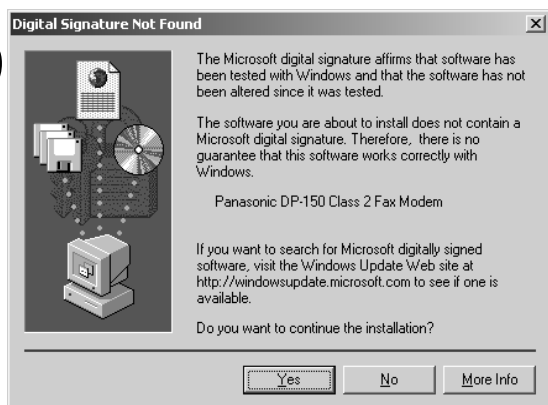 Digital Signature Not Found
The Microsoft digital signature affirms that software has
been tested with Windows and that the software has not
been altered since it was tested.
The software you are about to install does not contain a
Microsoft digital signature. Therefore, there is no
guarantee that this software works correctly with
Windows.
Panasonic DP-150 Class 2 Fax Modem
If you want to search for Microsoft digitally signed
software, visit the Windows Update Web site at
http://windowsupdate.microsoft.com to see if one is
available.
Do you want to continue the installation?
Yes
No
More Info